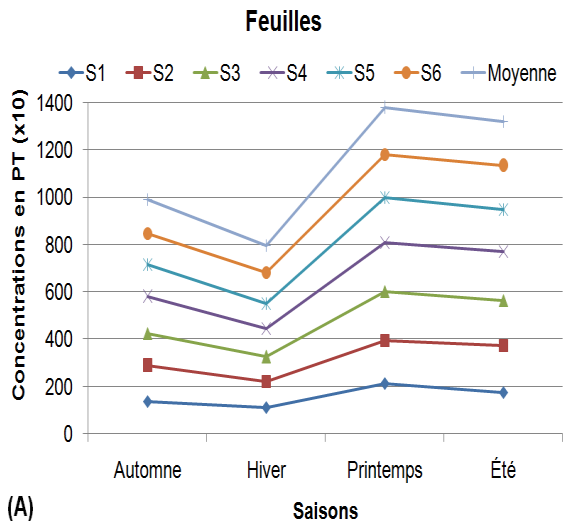 Feuilles
S1 S2 S3 S4 S5 S6 Moyenne
Concentrations en PT (x10)
1400
1200
1000
800
600
400
200
0
Automne Hiver Printemps Été
(A) Saisons